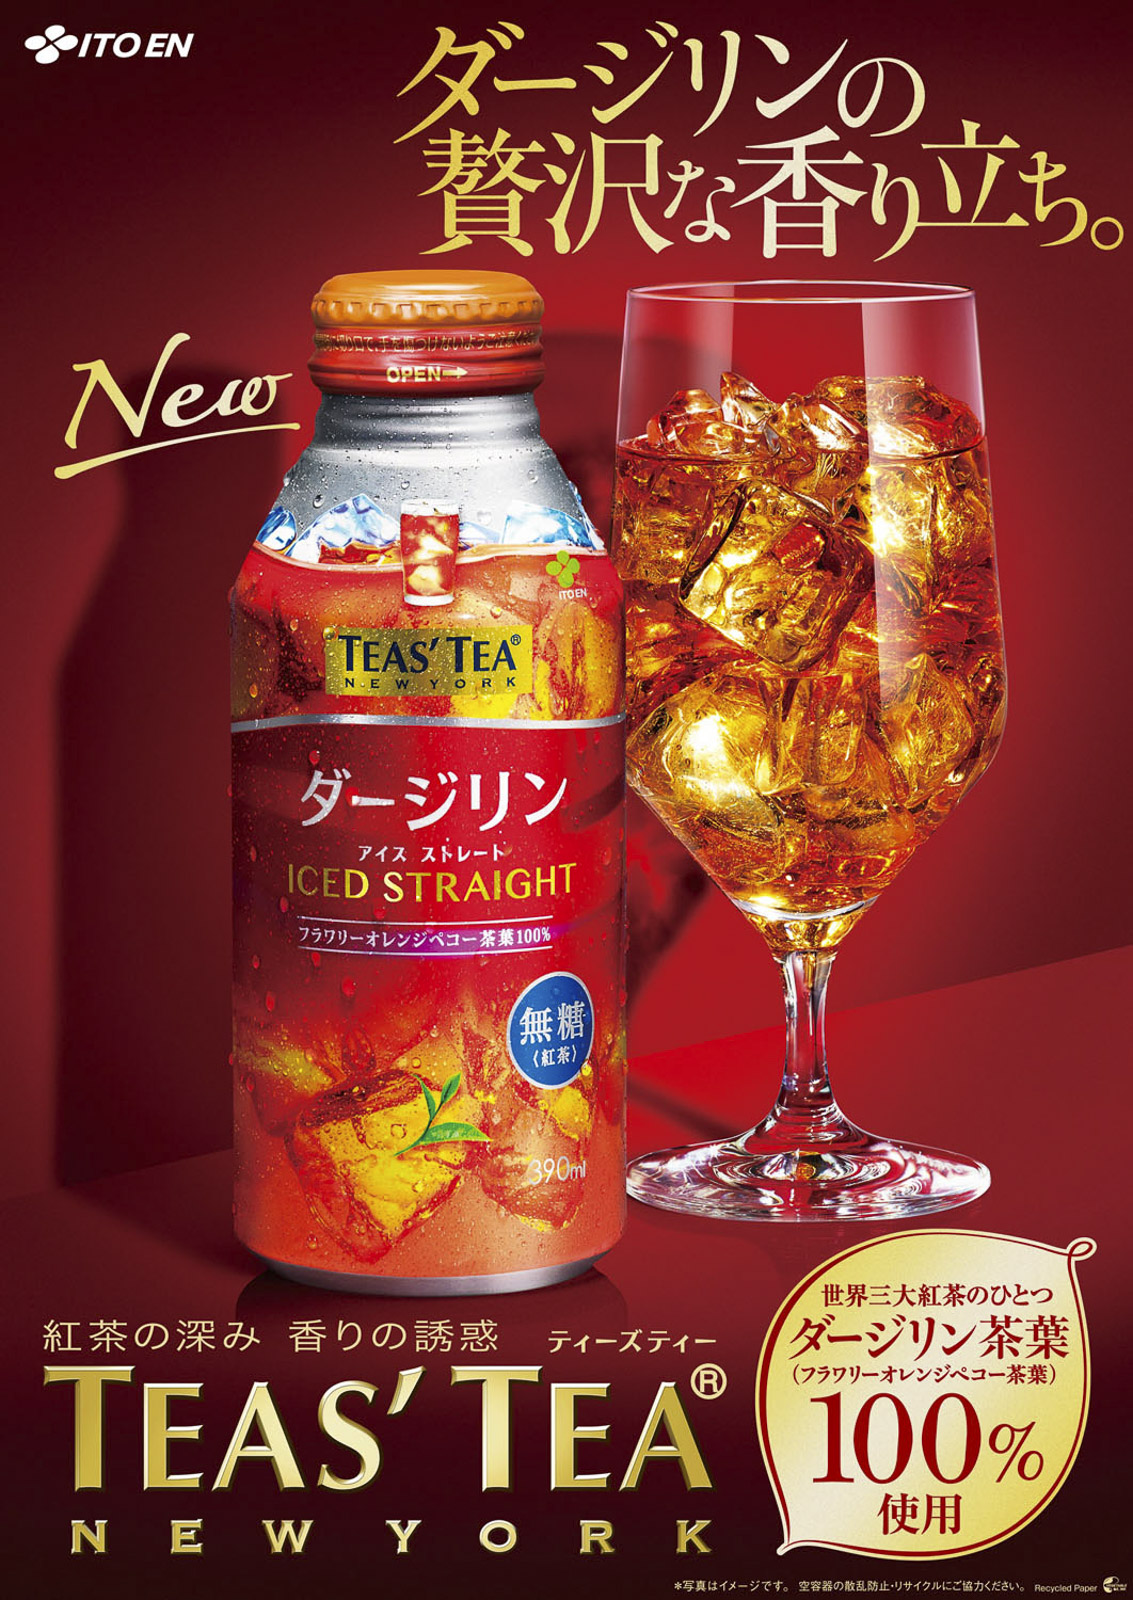 ITO EN
ダージリンの
贅沢な香り立ち。
New
OPEN→
ITO EN
TEAS' TEA®
NEW YORK
ダージリン
アイス ストレート
ICED STRAIGHT
フラワリーオレンジペコー茶葉100%
無糖
〈紅茶〉
390ml
世界三大紅茶のひとつ
ダージリン茶葉
(フラワリーオレンジペコー茶葉)
100%
使用
紅茶の深み 香りの誘惑 ティーズティー
TEAS' TEA®
NEW YORK
*写真はイメージです。 空容器の散乱防止・リサイクルにご協力ください。 Recycled Paper